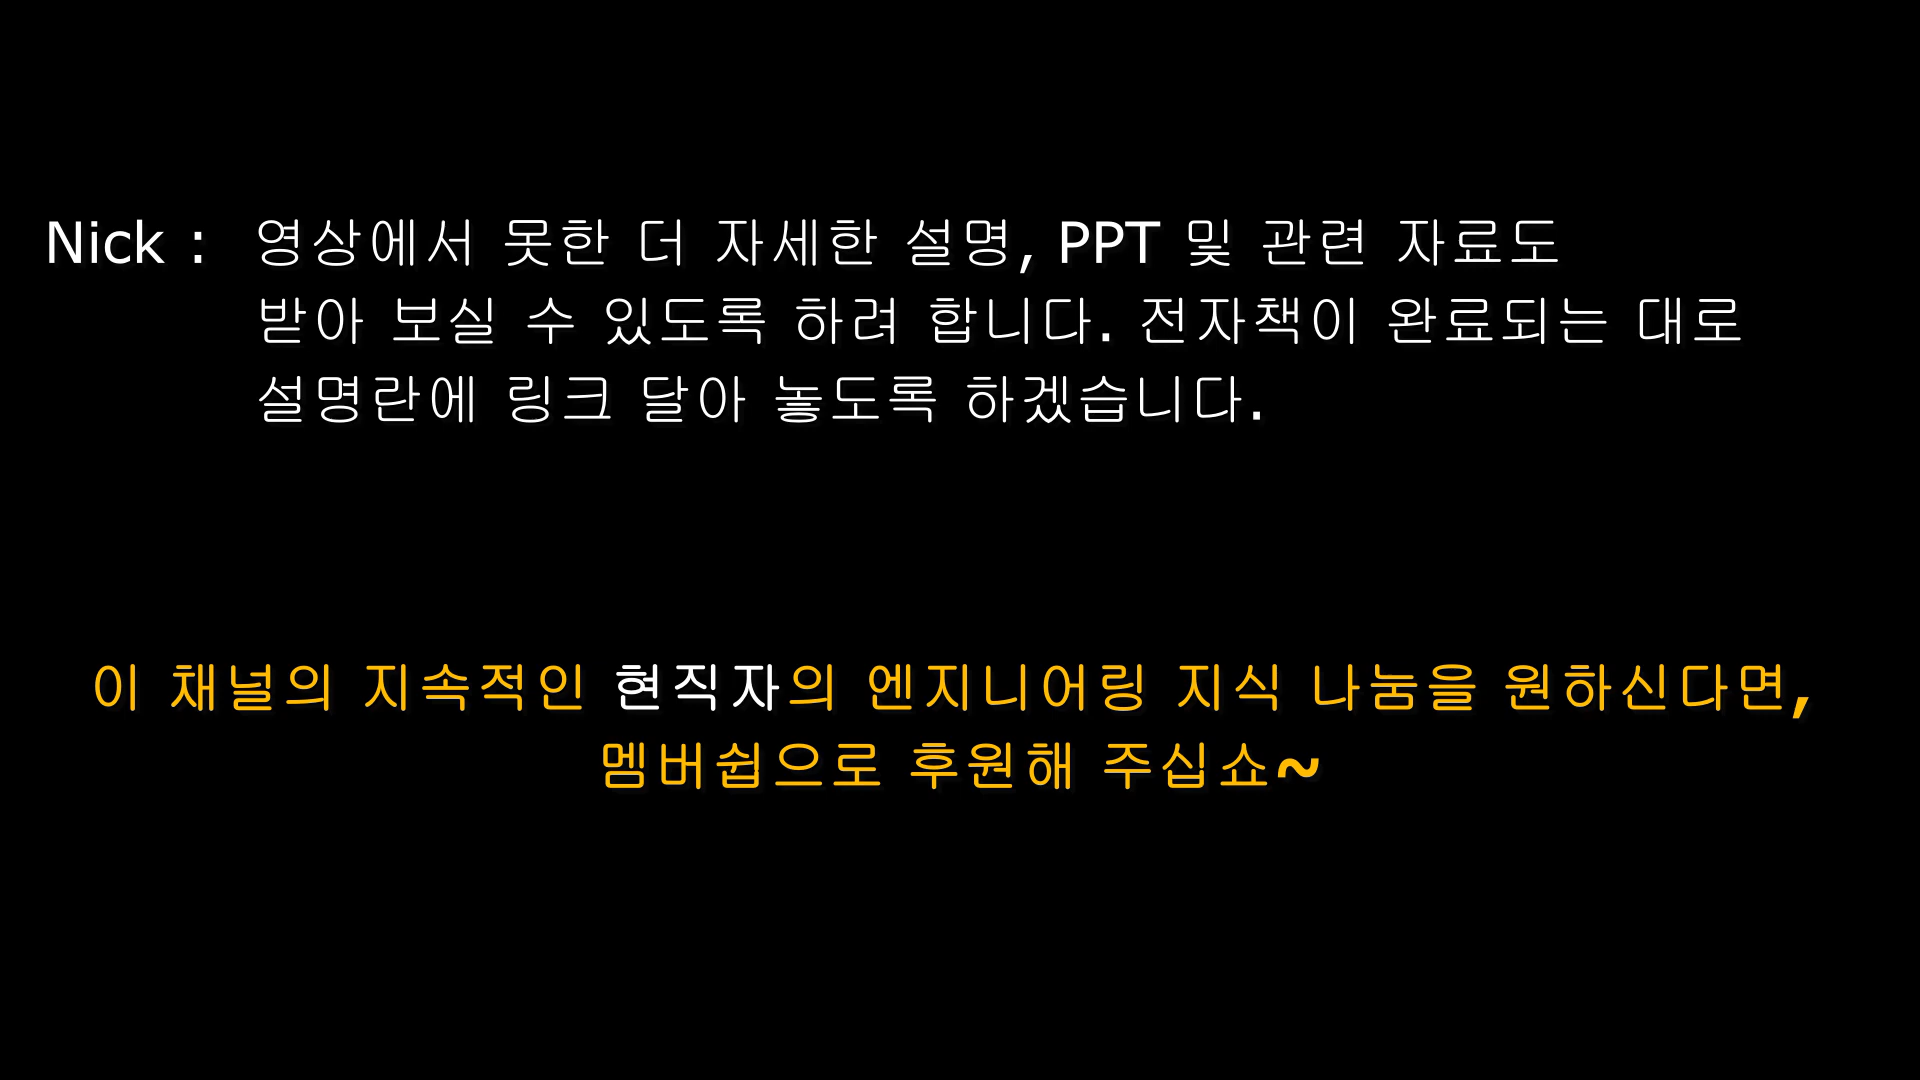 Nick : 영상에서 못한 더 자세한 설명, PPT 및 관련 자료도
받아 보실 수 있도록 하려 합니다. 전자책이 완료되는 대로
설명란에 링크 달아 놓도록 하겠습니다.
이 채널의 지속적인 현직자의 엔지니어링 지식 나눔을 원하신다면,
멤버쉽으로 후원해 주십쇼~